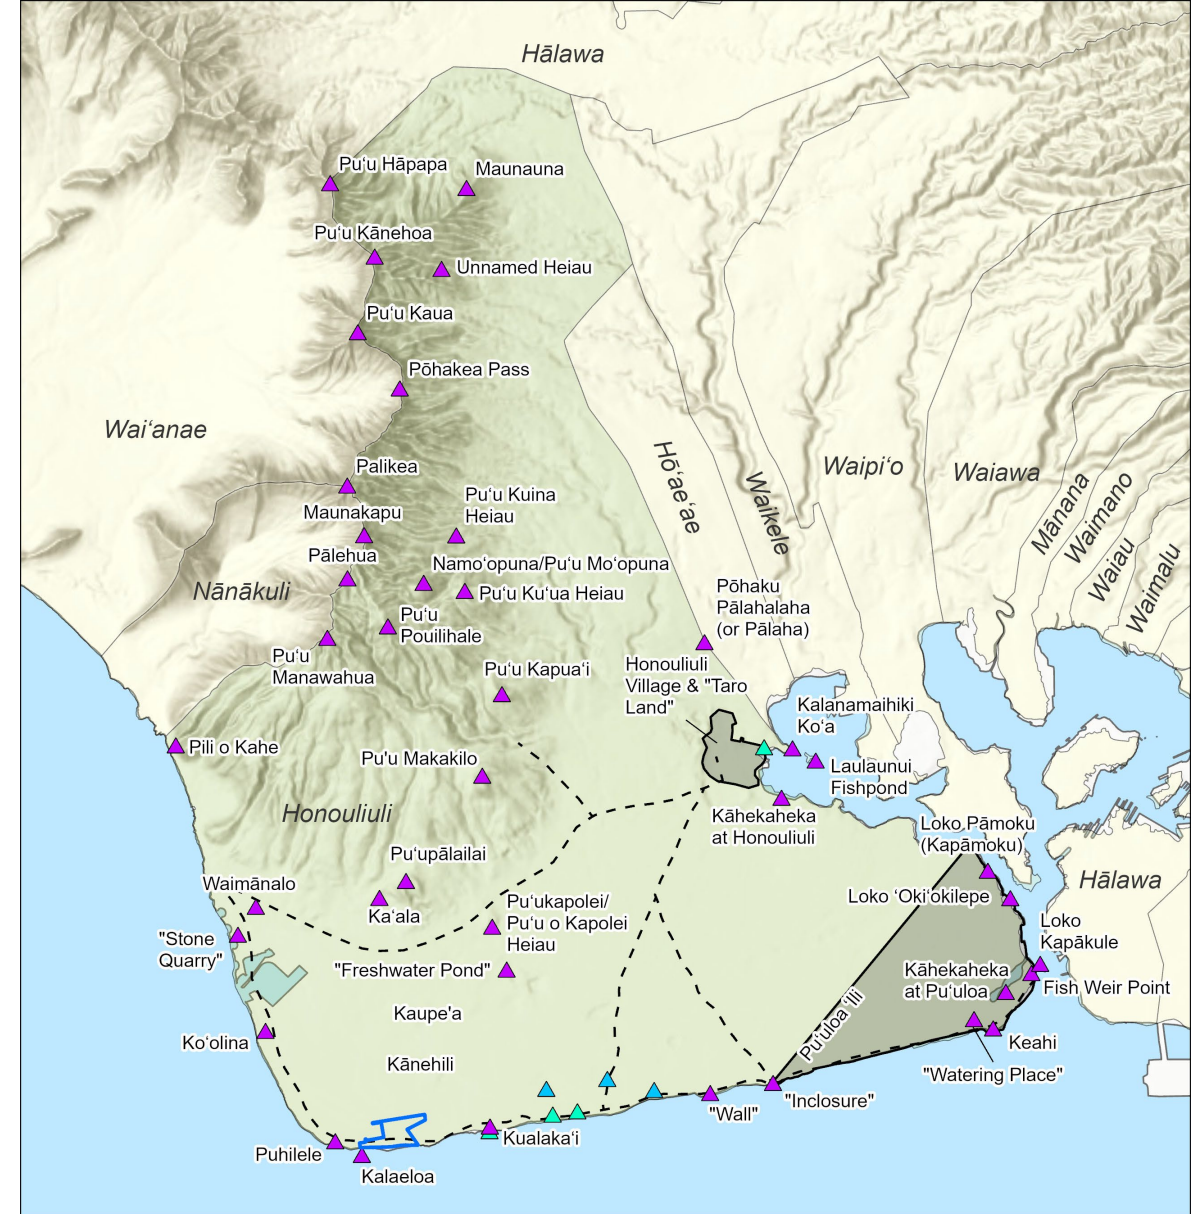 Hālawa
Puʻu Hāpapa
Maunauna
Puʻu Kānehoa
Unnamed Heiau
Puʻu Kaua
Pōhakea Pass
Waiʻanae
Hōʻaeʻae
Waikele
Waipiʻo
Waiawa
Mānana
Waimano
Waiau
Waimalu
Palikea
Maunakapu
Puʻu Kuina
Heiau
Pālehua
Namoʻopuna/Puʻu Moʻopuna
Nānākuli
Puʻu Kuʻua Heiau
Puʻu
Pouilihale
Pōhaku
Pālahalaha
(or Pālaha)
Puʻu
Manawahua
Puʻu Kapuaʻi
Honouliuli
Village & "Taro
Land"
Kalanamaihiki
Koʻa
Pili o Kahe
Pu'u Makakilo
Laulaunui
Fishpond
Honouliuli
Kāhekaheka
at Honouliuli
Loko Pāmoku
(Kapāmoku)
Puʻupālailai
Waimānalo
Kaʻala
Puʻukapolei/
Puʻu o Kapolei
Heiau
Loko ʻOkiʻokilepe
Hālawa
Loko
Kapākule
"Stone
Quarry"
"Freshwater Pond"
Kāhekaheka
at Puʻuloa
Fish Weir Point
Kaupe'a
Puʻuloa ʻIli
Koʻolina
Keahi
Kānehili
"Watering Place"
"Wall"
"Inclosure"
Kualakaʻi
Puhilele
Kalaeloa